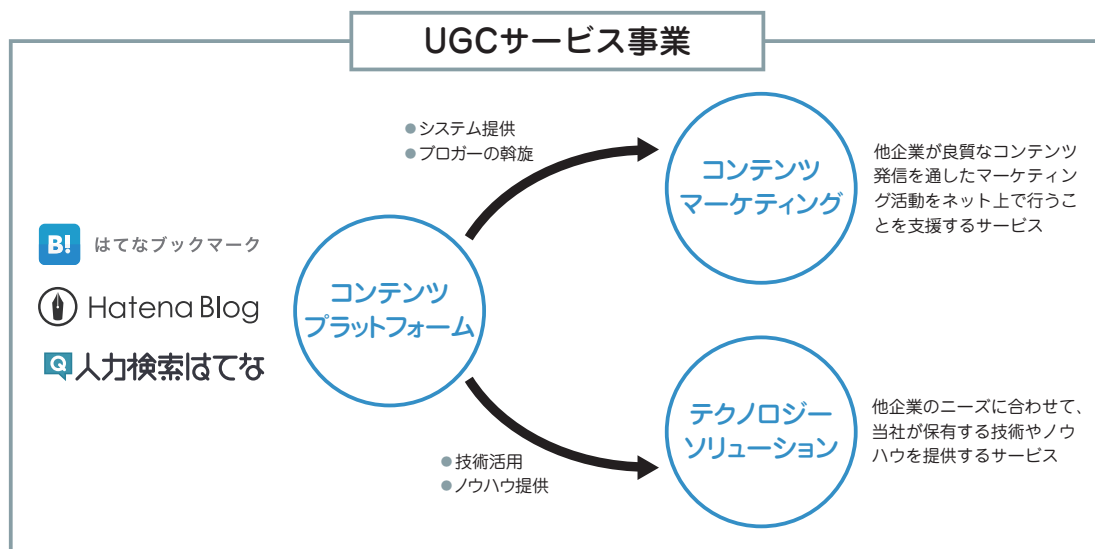 UGCサービス事業
●システム提供
●ブロガーの斡旋
コンテンツ
マーケティング
他企業が良質なコンテンツ
発信を通したマーケティン
グ活動をネット上で行うこ
とを支援するサービス
B! はてなブックマーク
Hatena Blog
Q 人力検索はてな
コンテンツ
プラットフォーム
●技術活用
●ノウハウ提供
テクノロジー
ソリューション
他企業のニーズに合わせて、
当社が保有する技術やノウ
ハウを提供するサービス